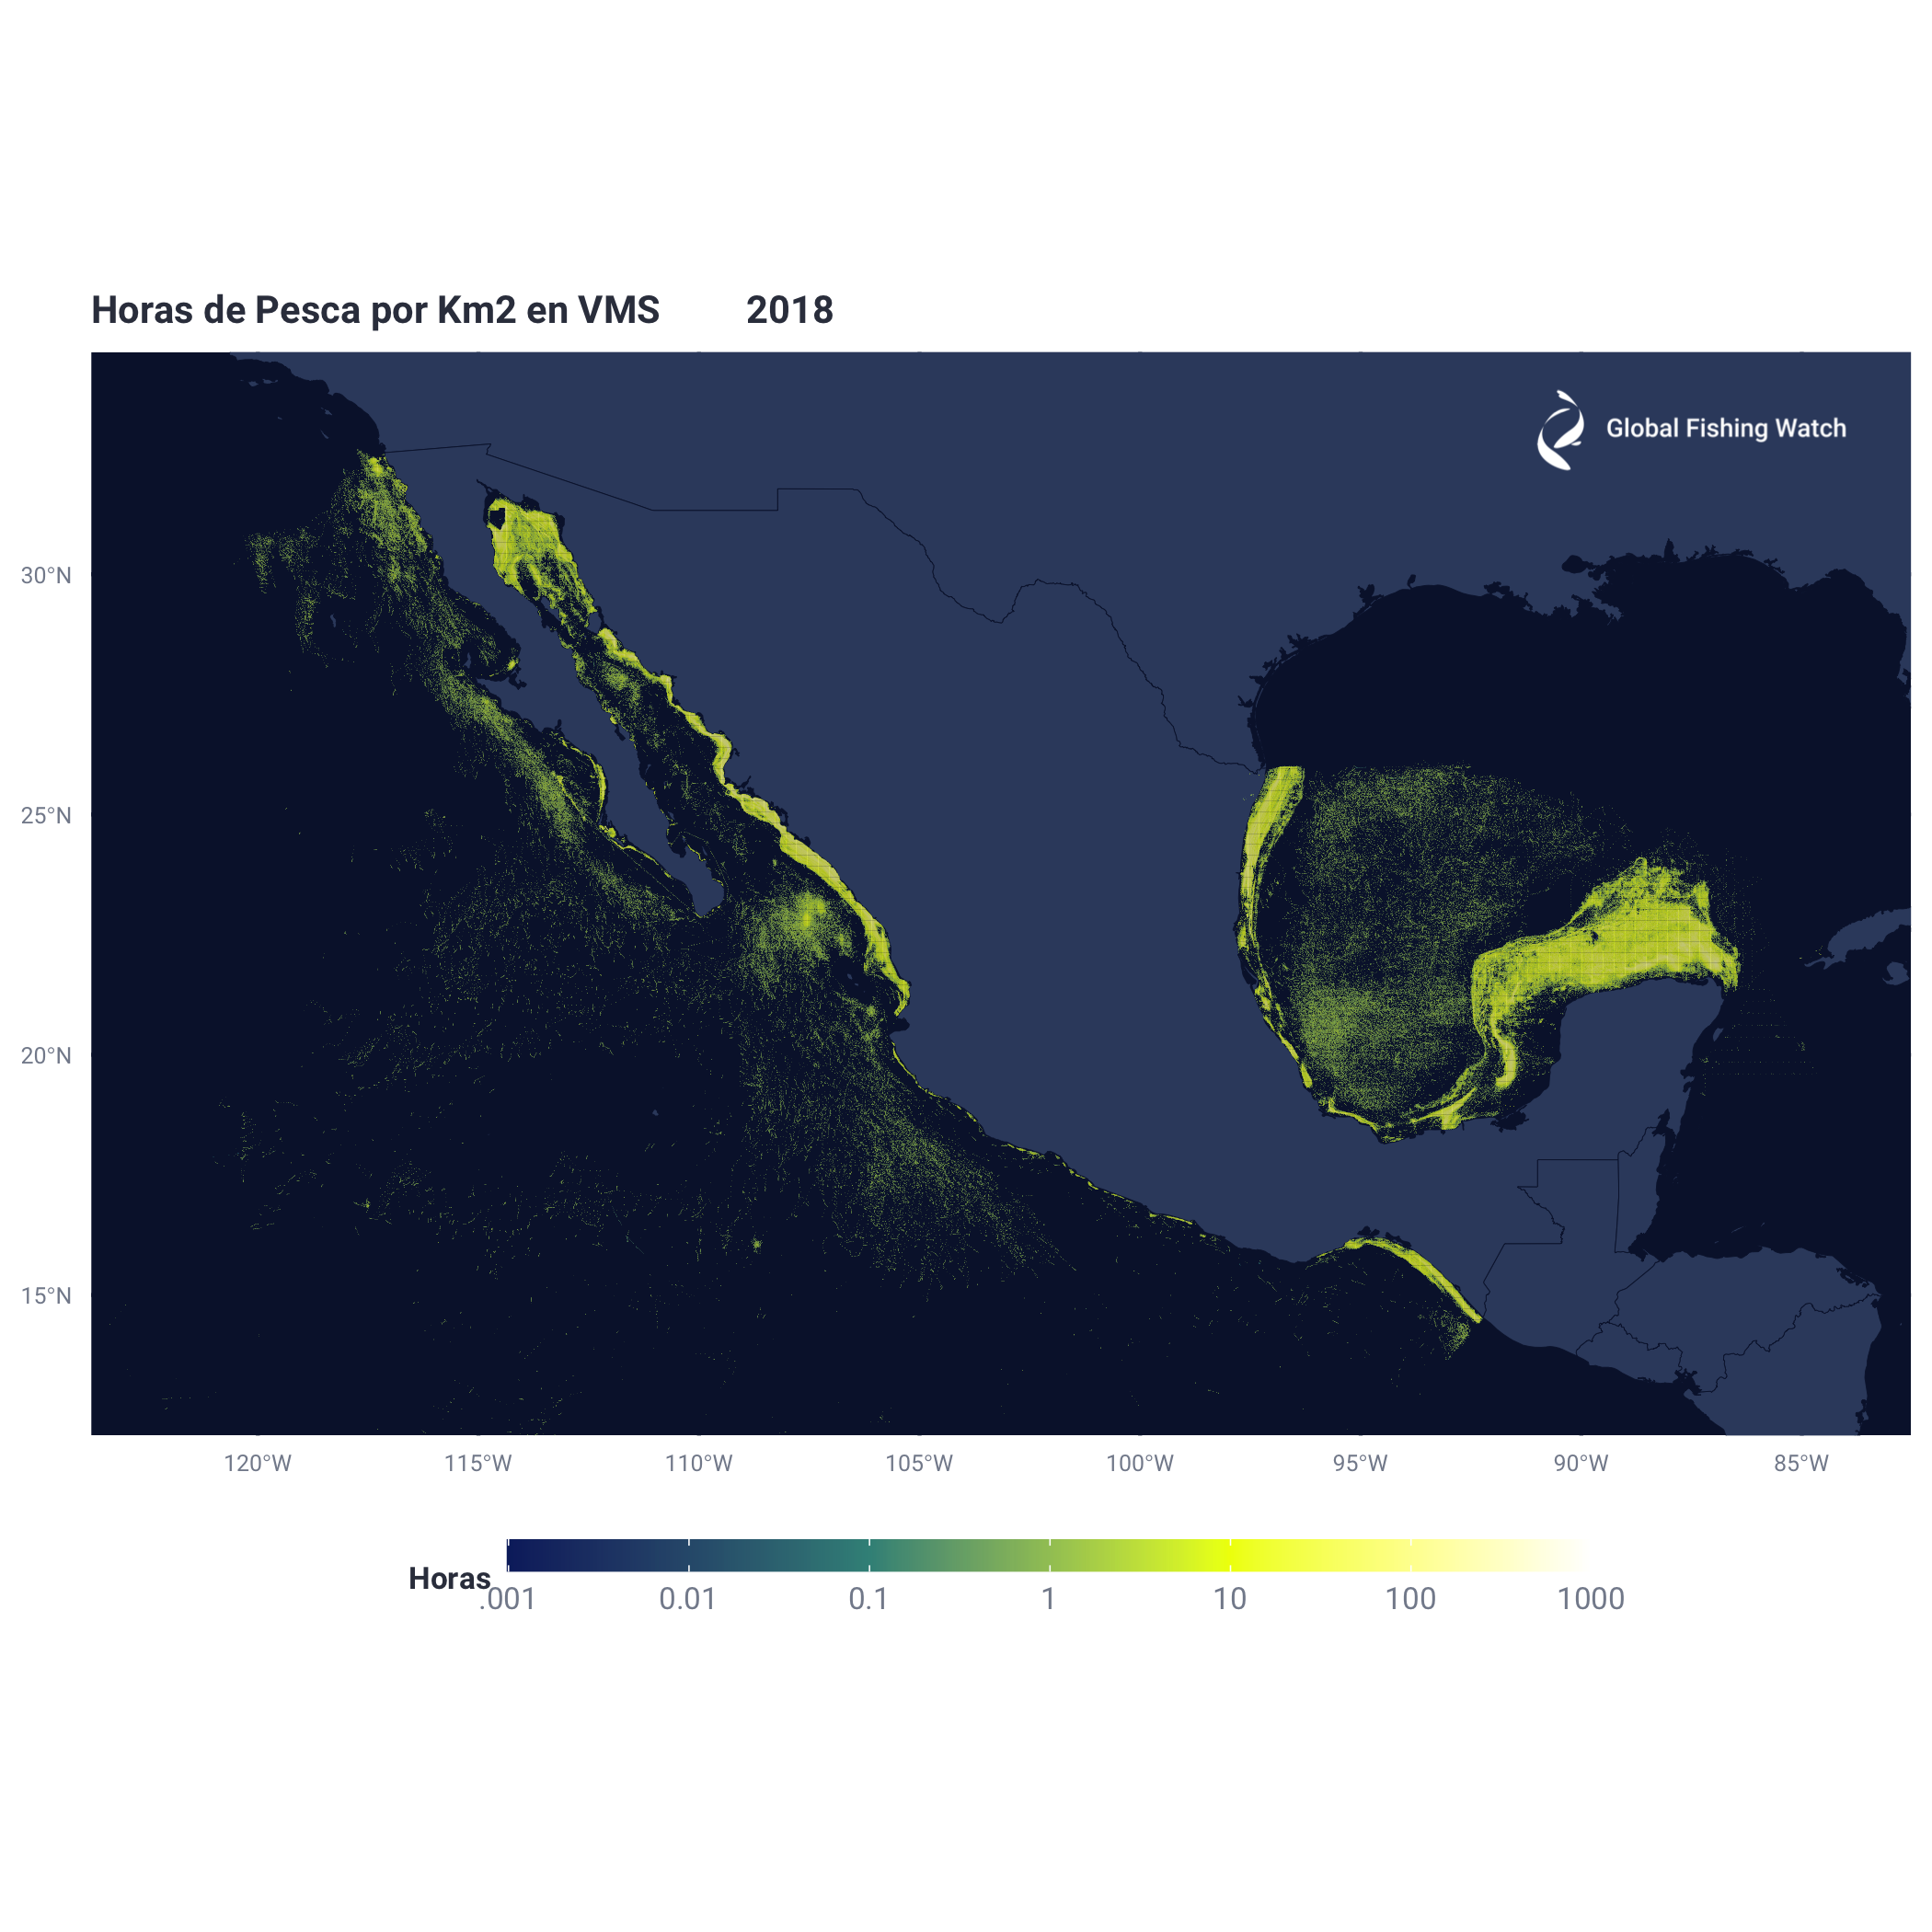 Horas de Pesca por Km2 en VMS 2018
Global Fishing Watch
30°N
25°N
20°N
15°N
120°W 115°W 110°W 105°W 100°W 95°W 90°W 85°W
Horas
.001 0.01 0.1 1 10 100 1000